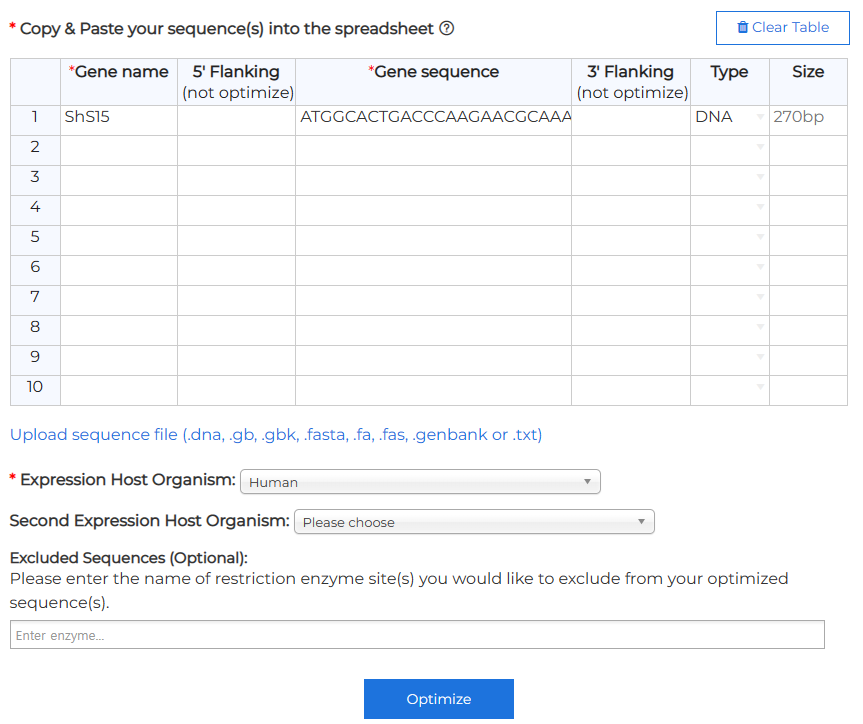 * Copy & Paste your sequence(s) into the spreadsheet ?
Clear Table
*Gene name 5' Flanking (not optimize) *Gene sequence 3' Flanking (not optimize) Type Size
1 ShS15 ATGGCACTGACCCAAGAACGCAAA DNA 270bp
2
3
4
5
6
7
8
9
10
Upload sequence file (.dna, .gb, .gbk, .fasta, .fa, .fas, .genbank or .txt)
* Expression Host Organism: Human
Second Expression Host Organism: Please choose
Excluded Sequences (Optional):
Please enter the name of restriction enzyme site(s) you would like to exclude from your optimized
sequence(s).
Enter enzyme...
Optimize